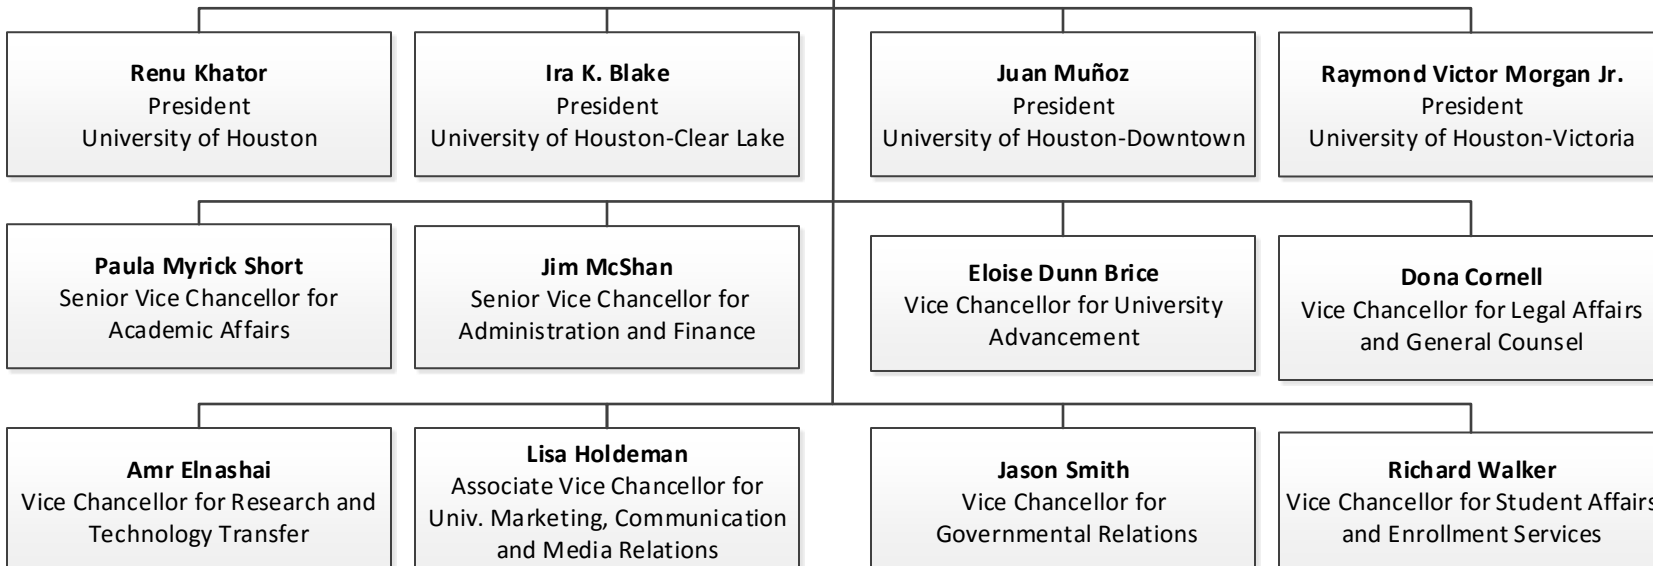 Renu Khator
President
University of Houston
Ira K. Blake
President
University of Houston-Clear Lake
Juan Muñoz
President
University of Houston-Downtown
Raymond Victor Morgan Jr.
President
University of Houston-Victoria
Paula Myrick Short
Senior Vice Chancellor for
Academic Affairs
Jim McShan
Senior Vice Chancellor for
Administration and Finance
Eloise Dunn Brice
Vice Chancellor for University
Advancement
Dona Cornell
Vice Chancellor for Legal Affairs
and General Counsel
Amr Elnashai
Vice Chancellor for Research and
Technology Transfer
Lisa Holdeman
Associate Vice Chancellor for
Univ. Marketing, Communication
and Media Relations
Jason Smith
Vice Chancellor for
Governmental Relations
Richard Walker
Vice Chancellor for Student Affairs
and Enrollment Services